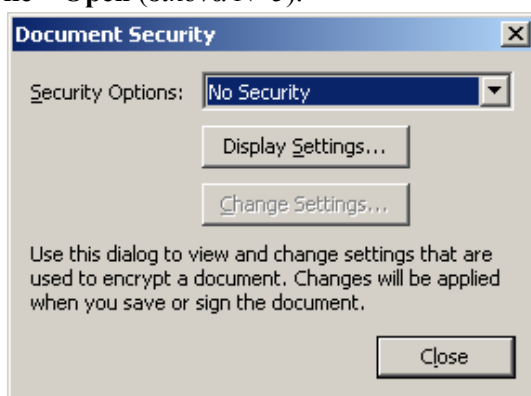 Open
Document Security
Security Options: No Security
Display Settings...
Change Settings...
Use this dialog to view and change settings that are
used to encrypt a document. Changes will be applied
when you save or sign the document.
Close